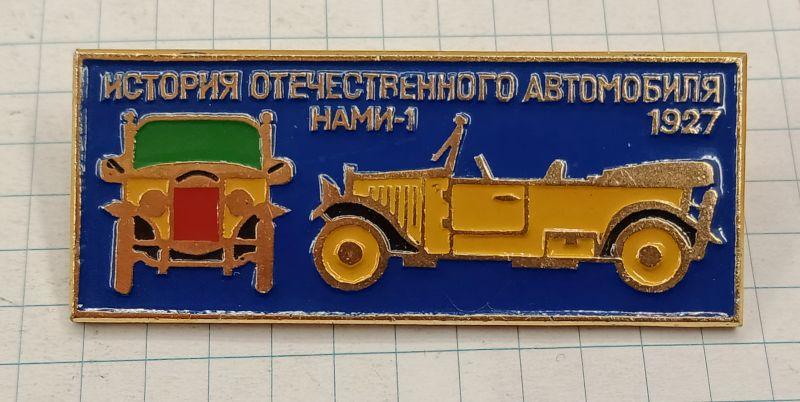 ИСТОРИЯ ОТЕЧЕСТВЕННОГО АВТОМОБИЛЯ
НАМИ-1 1927